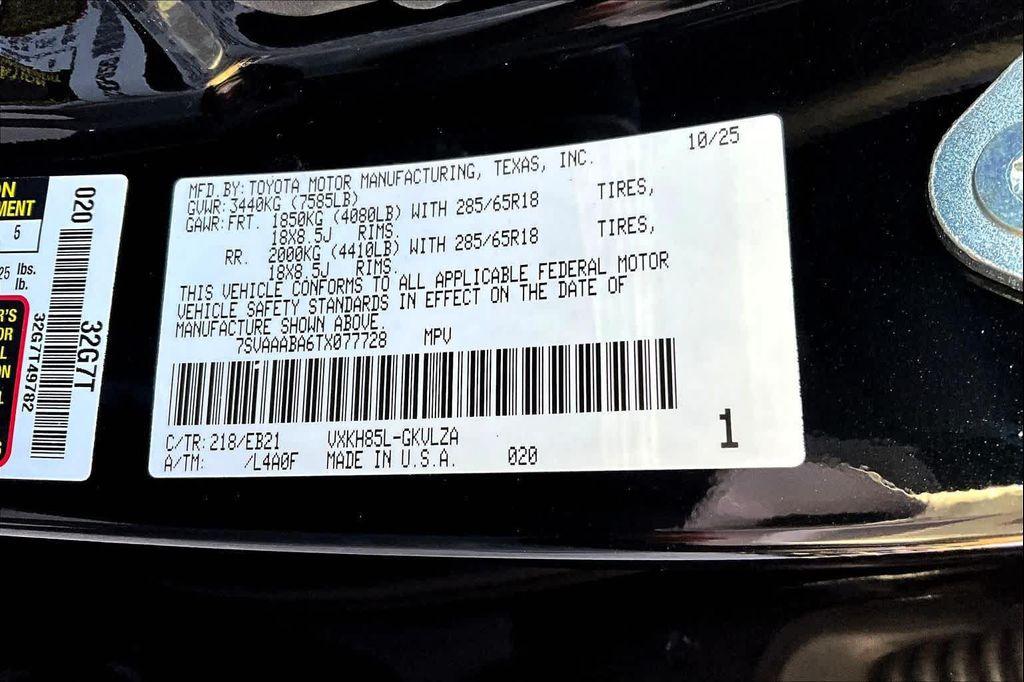 10/25
MFD. BY: TOYOTA MOTOR MANUFACTURING, TEXAS, INC.
GVWR: 3440KG (7585LB)
GAWR: FRT. 1850KG (4080LB) WITH 285/65R18 TIRES,
18X8.5J RIMS.
RR. 2000KG (4410LB) WITH 285/65R18 TIRES,
18X8.5J RIMS.
THIS VEHICLE CONFORMS TO ALL APPLICABLE FEDERAL MOTOR
VEHICLE SAFETY STANDARDS IN EFFECT ON THE DATE OF
MANUFACTURE SHOWN ABOVE.
7SVAAABA6TX077728 MPV
C/TR: 218/EB21 VXKH85L-GKVLZA
A/TM: /L4A0F MADE IN U.S.A. 020
1
020
32G7T
32G7T49782
5
lbs.
lb.